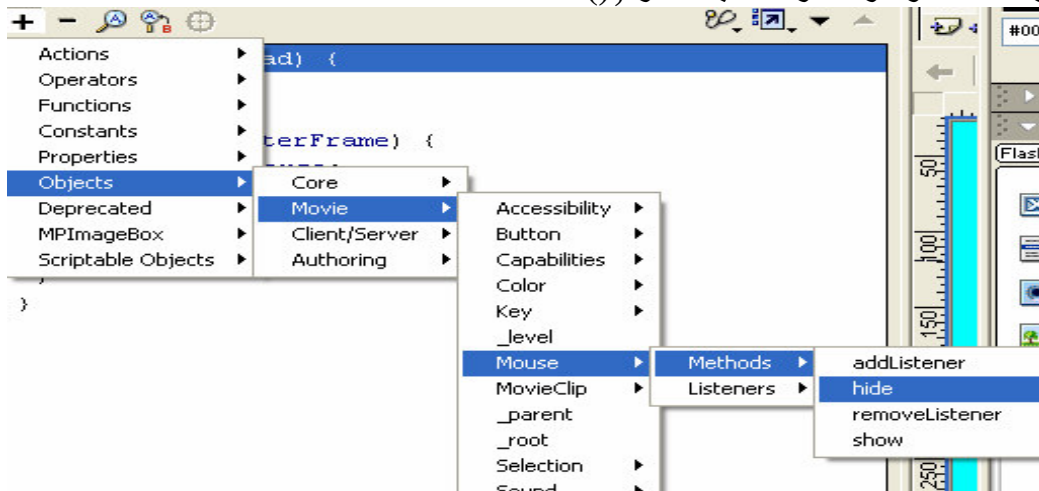 ()
#00
Actions
ad) {
Operators
Functions
Constants
terFrame) {
Properties
Objects
Core
Deprecated
Movie
Accessibility
MPImageBox
Client/Server
Button
Scriptable Objects
Authoring
Capabilities
}
Color
}
Key
_level
Mouse
Methods
addListener
MovieClip
Listeners
hide
_parent
removeListener
_root
show
Selection
Sound
50
100
150
250
(Flas